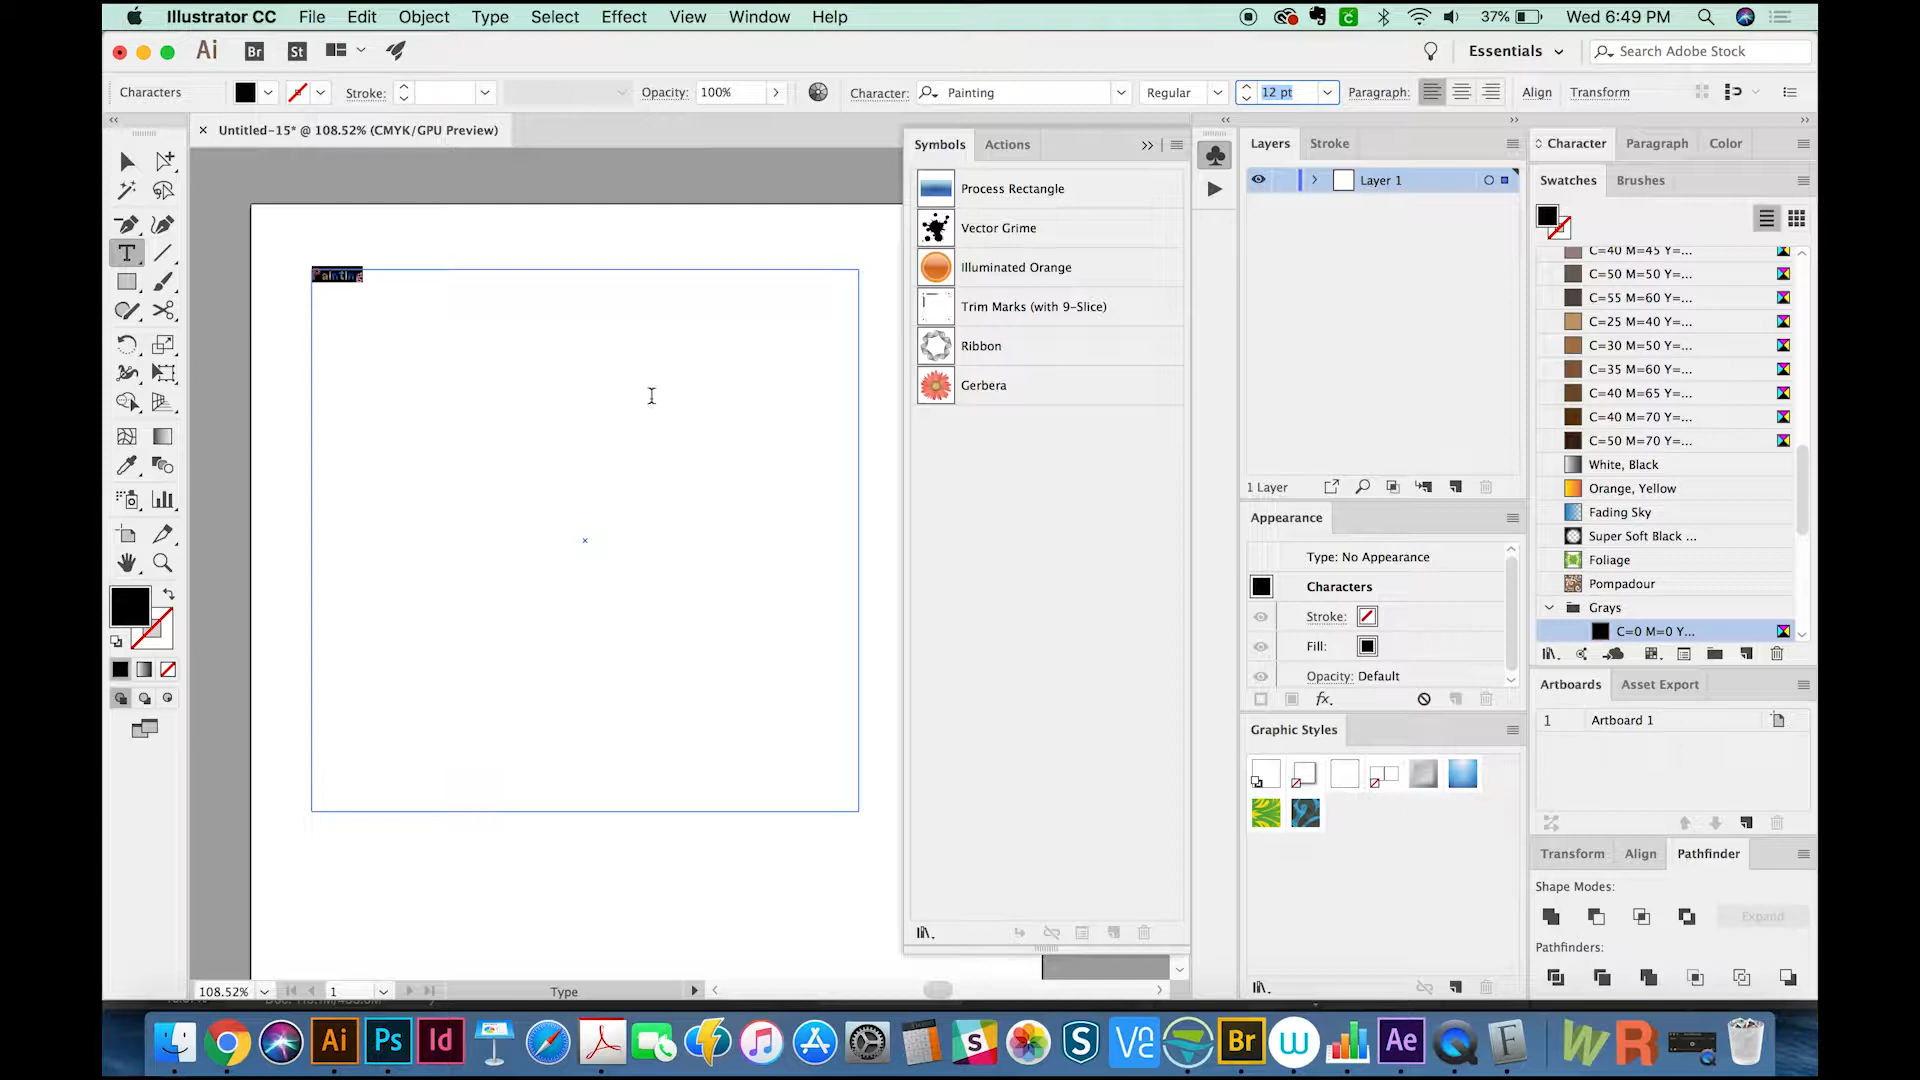 Illustrator CC File Edit Object Type Select Effect View Window Help 37% Wed 6:49 PM
Ai Br St Essentials Search Adobe Stock
Characters Stroke: Opacity: 100% Character: Painting Regular 12 pt Paragraph: Align Transform
Untitled-15* @ 108.52% (CMYK/GPU Preview)
Painting
Symbols Actions
Process Rectangle
Vector Grime
Illuminated Orange
Trim Marks (with 9-Slice)
Ribbon
Gerbera
Layers Stroke
Layer 1
1 Layer
Appearance
Type: No Appearance
Characters
Stroke:
Fill:
Opacity: Default
fx
Graphic Styles
Character Paragraph Color
Swatches Brushes
C=40 M=45 Y=...
C=50 M=50 Y=...
C=55 M=60 Y=...
C=25 M=40 Y=...
C=30 M=50 Y=...
C=35 M=60 Y=...
C=40 M=65 Y=...
C=40 M=70 Y=...
C=50 M=70 Y=...
White, Black
Orange, Yellow
Fading Sky
Super Soft Black ...
Foliage
Pompadour
Grays
C=0 M=0 Y...
Artboards Asset Export
1 Artboard 1
Transform Align Pathfinder
Shape Modes:
Expand
Pathfinders:
108.52% 1 Type
Ai Ps Id S S Br W Ae F W R